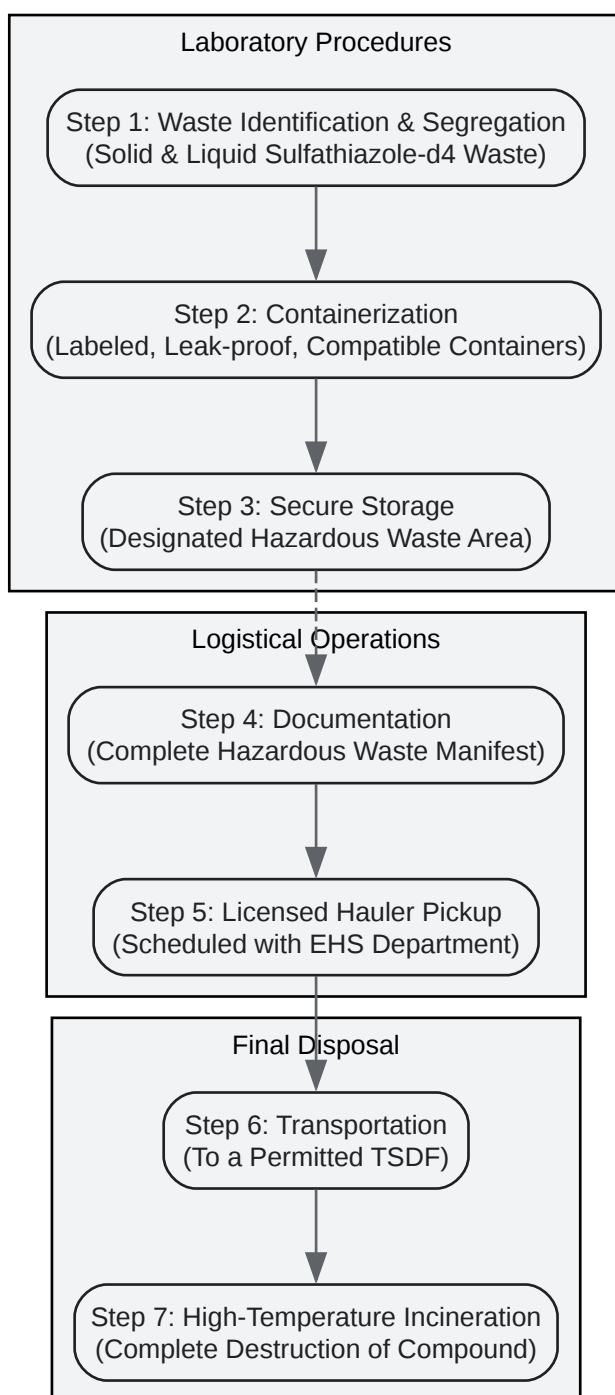 Laboratory Procedures
Step 1: Waste Identification & Segregation
(Solid & Liquid Sulfathiazole-d4 Waste)
Step 2: Containerization
(Labeled, Leak-proof, Compatible Containers)
Step 3: Secure Storage
(Designated Hazardous Waste Area)
Logistical Operations
Step 4: Documentation
(Complete Hazardous Waste Manifest)
Step 5: Licensed Hauler Pickup
(Scheduled with EHS Department)
Final Disposal
Step 6: Transportation
(To a Permitted TSDF)
Step 7: High-Temperature Incineration
(Complete Destruction of Compound)